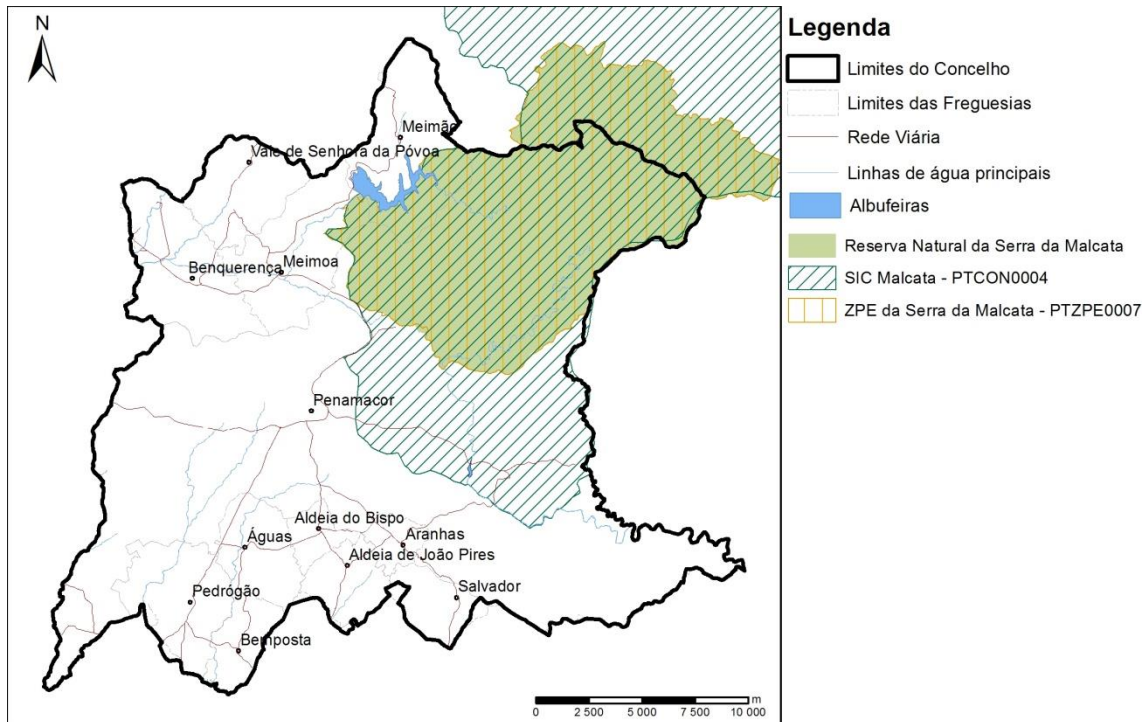 N
Meimão
Vale de Senhora da Póvoa
Benquerença
Meimoa
Penamacor
Aldeia do Bispo
Águas
Aranhas
Aldeia de João Pires
Pedrógão
Salvador
Bemposta
m
0 2 500 5 000 7 500 10 000
Legenda
Limites do Concelho
Limites das Freguesias
Rede Viária
Linhas de água principais
Albufeiras
Reserva Natural da Serra da Malcata
SIC Malcata - PTCON0004
ZPE da Serra da Malcata - PTZPE0007